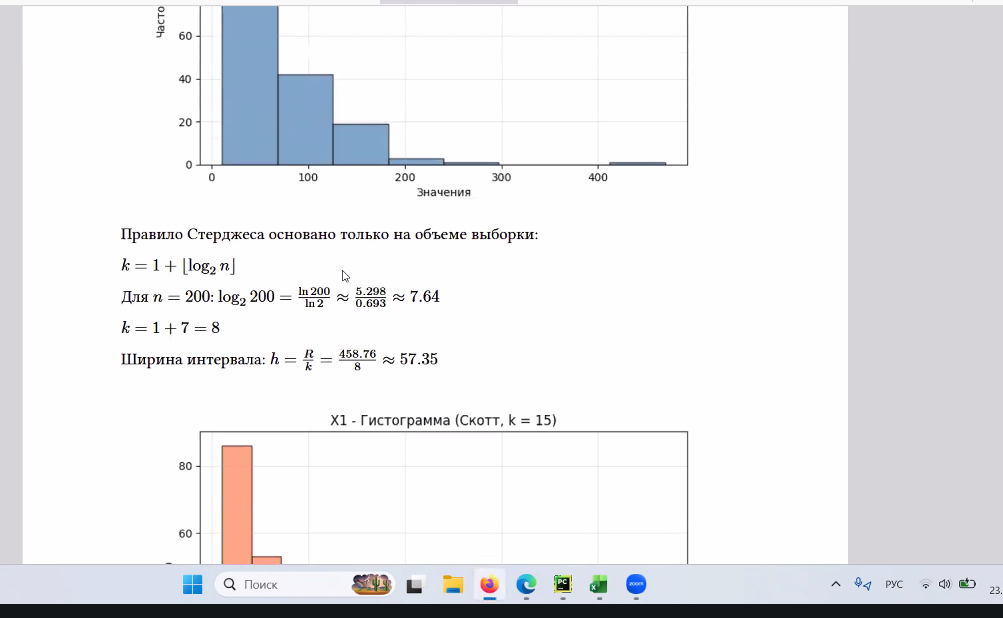 Часто
60
40
20
0
0 100 200 300 400
Значения
Правило Стерджеса основано только на объеме выборки:
k = 1 + ⌊log₂ n⌋
Для n = 200: log₂ 200 = ln 200 / ln 2 ≈ 5.298 / 0.693 ≈ 7.64
k = 1 + 7 = 8
Ширина интервала: h = R / k = 458.76 / 8 ≈ 57.35
X1 - Гистограмма (Скотт, k = 15)
80
60
Поиск
PC
zoom
РУС
23.